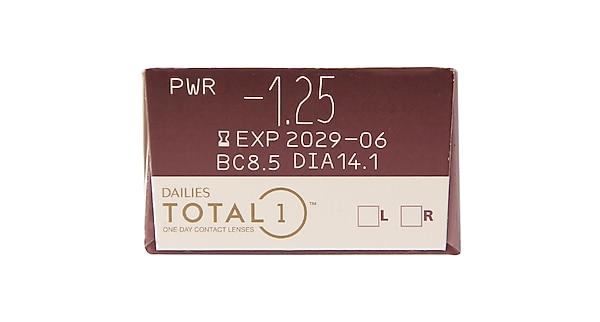 PWR -1.25
EXP 2029-06
BC8.5 DIA14.1
DAILIES
TOTAL 1™
ONE-DAY CONTACT LENSES
L R